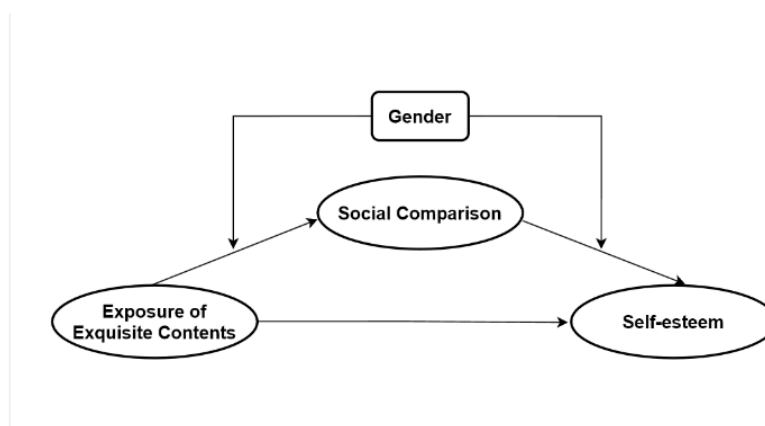 Gender
Social Comparison
Exposure of
Exquisite Contents
Self-esteem